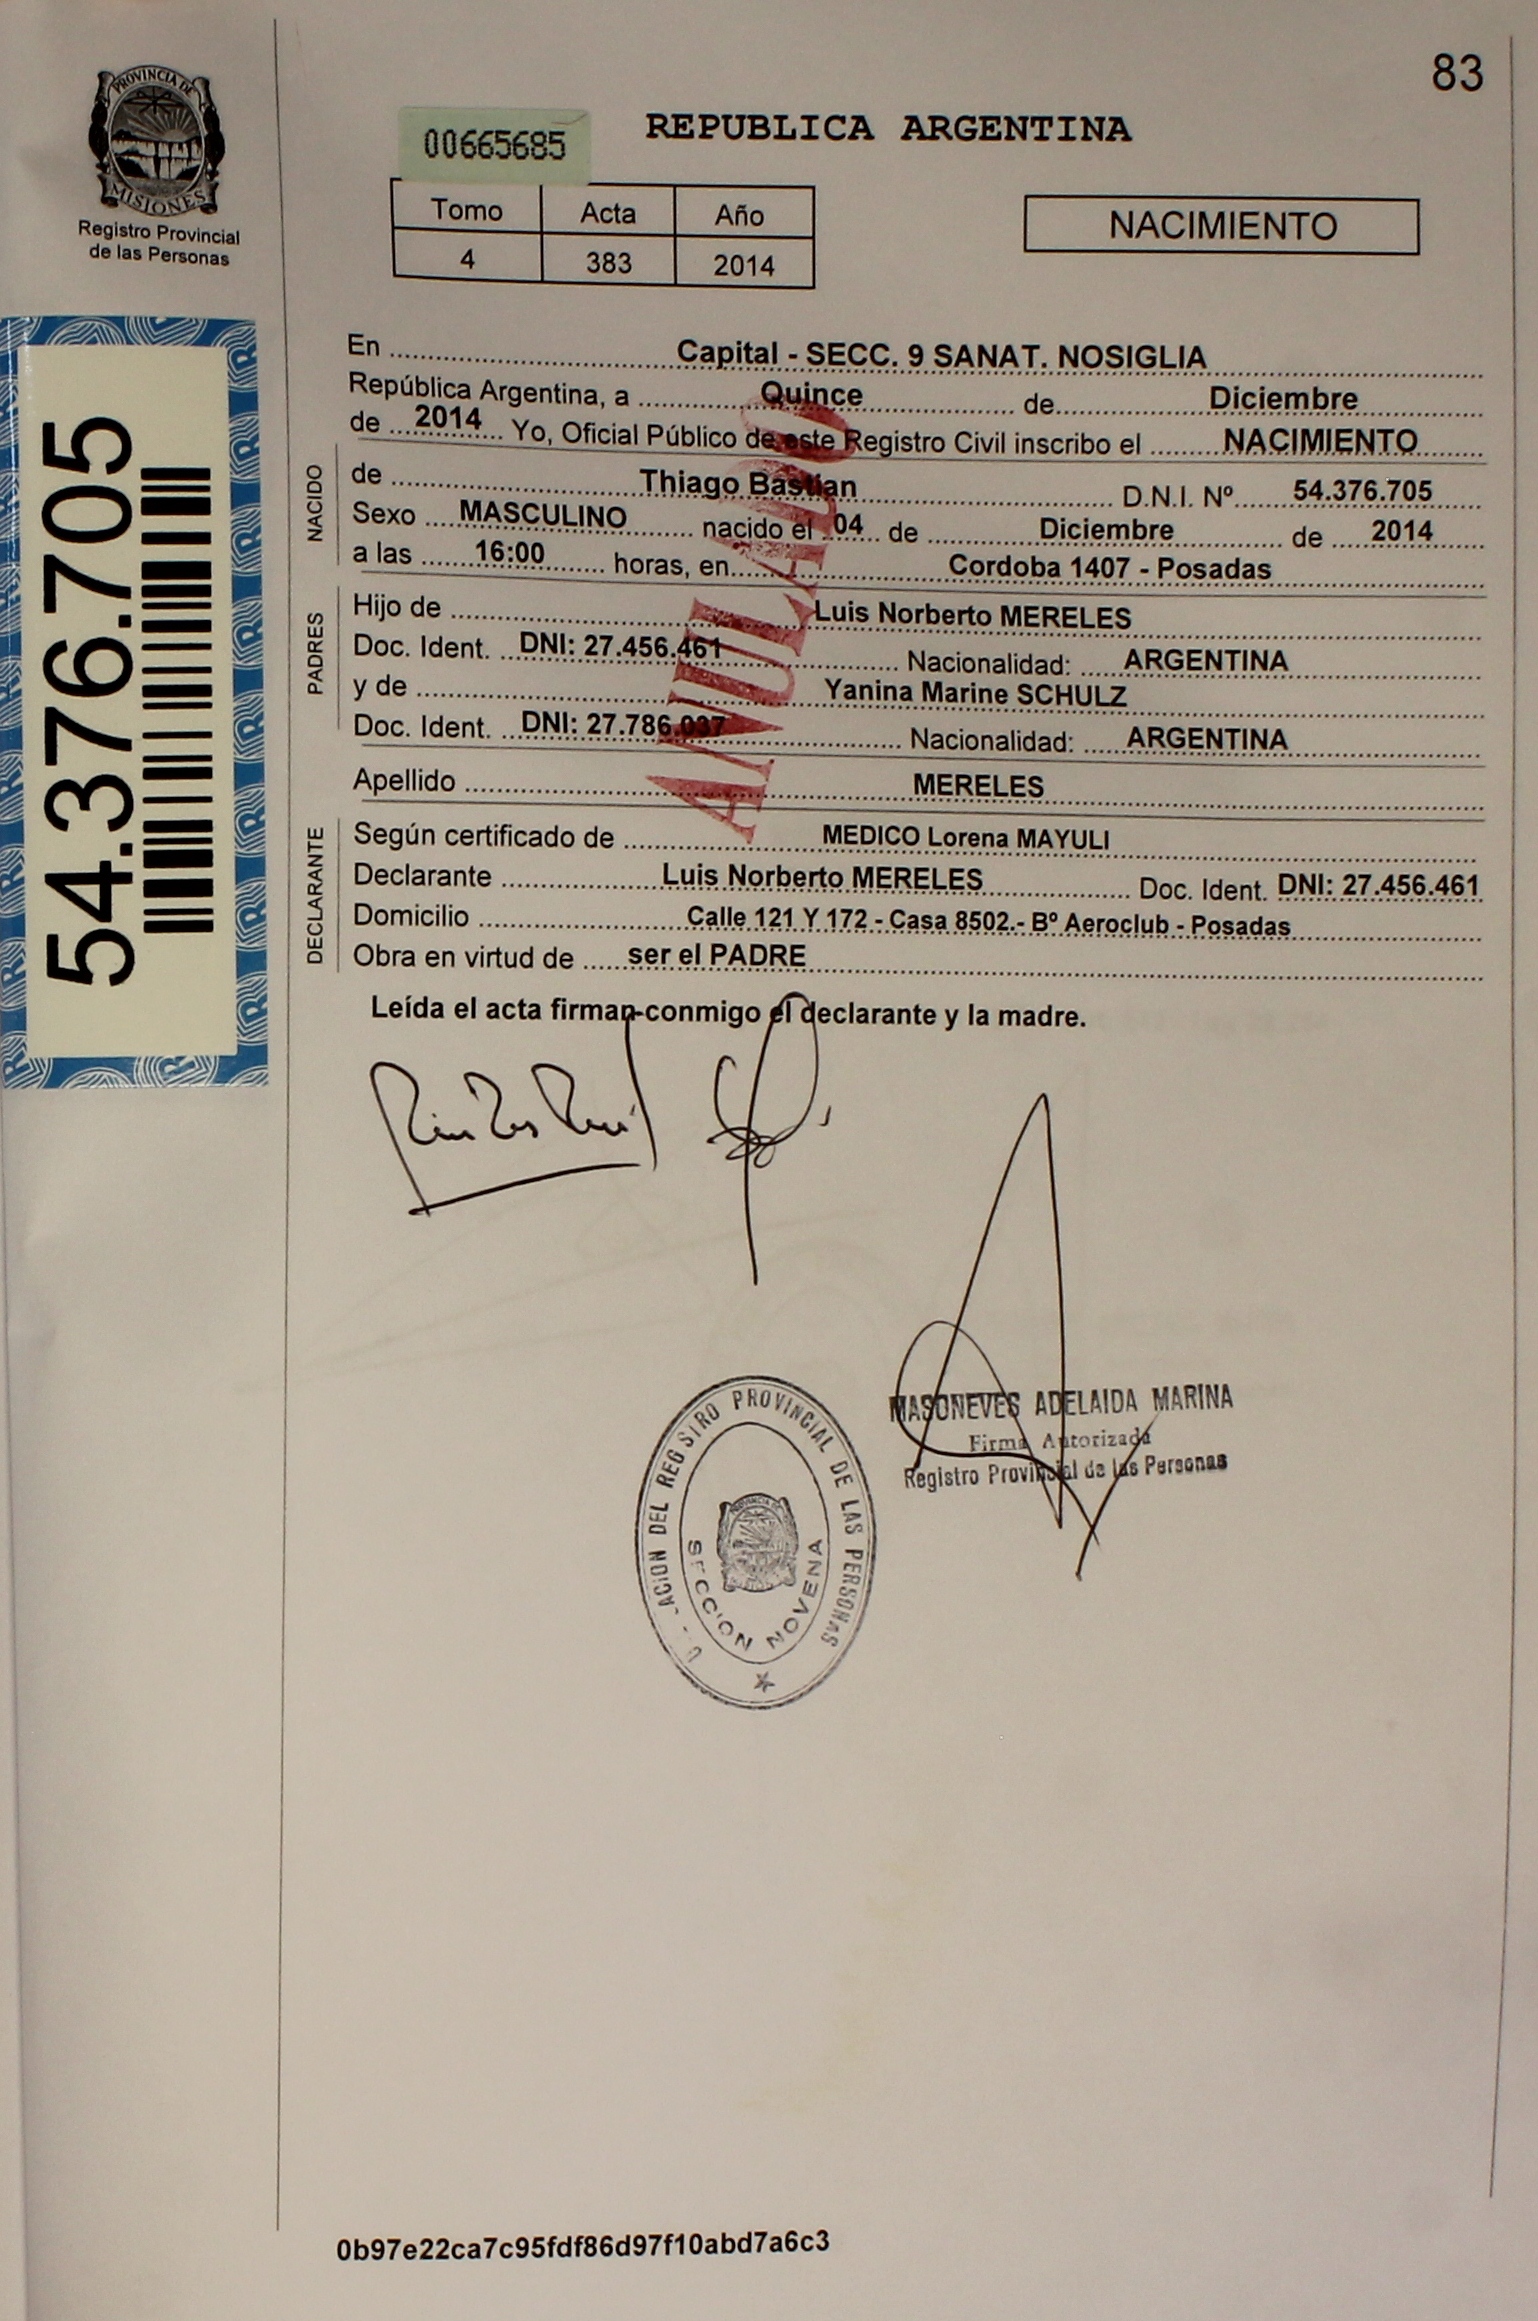 83
PROVINCIA DE
MISIONES
Registro Provincial
de las Personas
00665685
REPUBLICA ARGENTINA
Tomo Acta Año
4 383 2014
NACIMIENTO
54.376.705
En Capital - SECC. 9 SANAT. NOSIGLIA
República Argentina, a Quince de Diciembre
de 2014 Yo, Oficial Público de este Registro Civil inscribo el NACIMIENTO
NACIDO
de Thiago Bastian D.N.I. Nº 54.376.705
Sexo MASCULINO nacido el 04 de Diciembre de 2014
a las 16:00 horas, en Cordoba 1407 - Posadas
PADRES
Hijo de Luis Norberto MERELES
Doc. Ident. DNI: 27.456.461 Nacionalidad: ARGENTINA
y de Yanina Marine SCHULZ
Doc. Ident. DNI: 27.786.037 Nacionalidad: ARGENTINA
Apellido MERELES
ANULADO
DECLARANTE
Según certificado de MEDICO Lorena MAYULI
Declarante Luis Norberto MERELES Doc. Ident. DNI: 27.456.461
Domicilio Calle 121 Y 172 - Casa 8502.- Bº Aeroclub - Posadas
Obra en virtud de ser el PADRE
Leída el acta firman conmigo el declarante y la madre.
MASONEVES ADELAIDA MARINA
Firma Autorizada
Registro Provincial de las Personas
DEL REGISTRO PROVINCIAL DE LAS PERSONAS
SECCION NOVENA
0b97e22ca7c95fdf86d97f10abd7a6c3